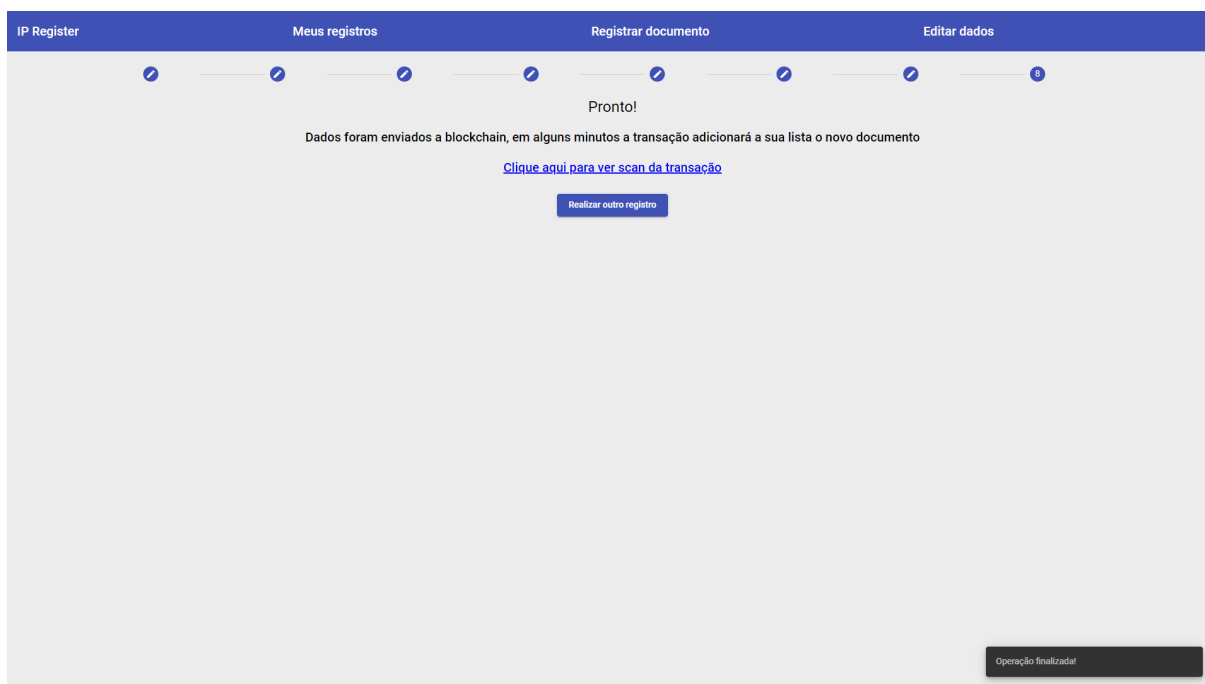 IP Register
Meus registros
Registrar documento
Editar dados
8
Pronto!
Dados foram enviados a blockchain, em alguns minutos a transação adicionará a sua lista o novo documento
Clique aqui para ver scan da transação
Realizar outro registro
Operação finalizada!